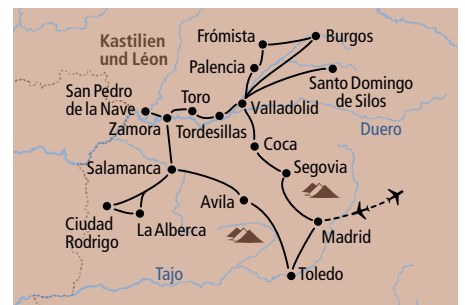 Frómista
Burgos
Kastilien
und Léon
Palencia
Santo Domingo
de Silos
San Pedro
de la Nave
Toro
Valladolid
Zamora
Tordesillas
Duero
Coca
Salamanca
Segovia
Avila
Ciudad
Rodrigo
La Alberca
Madrid
Tajo
Toledo